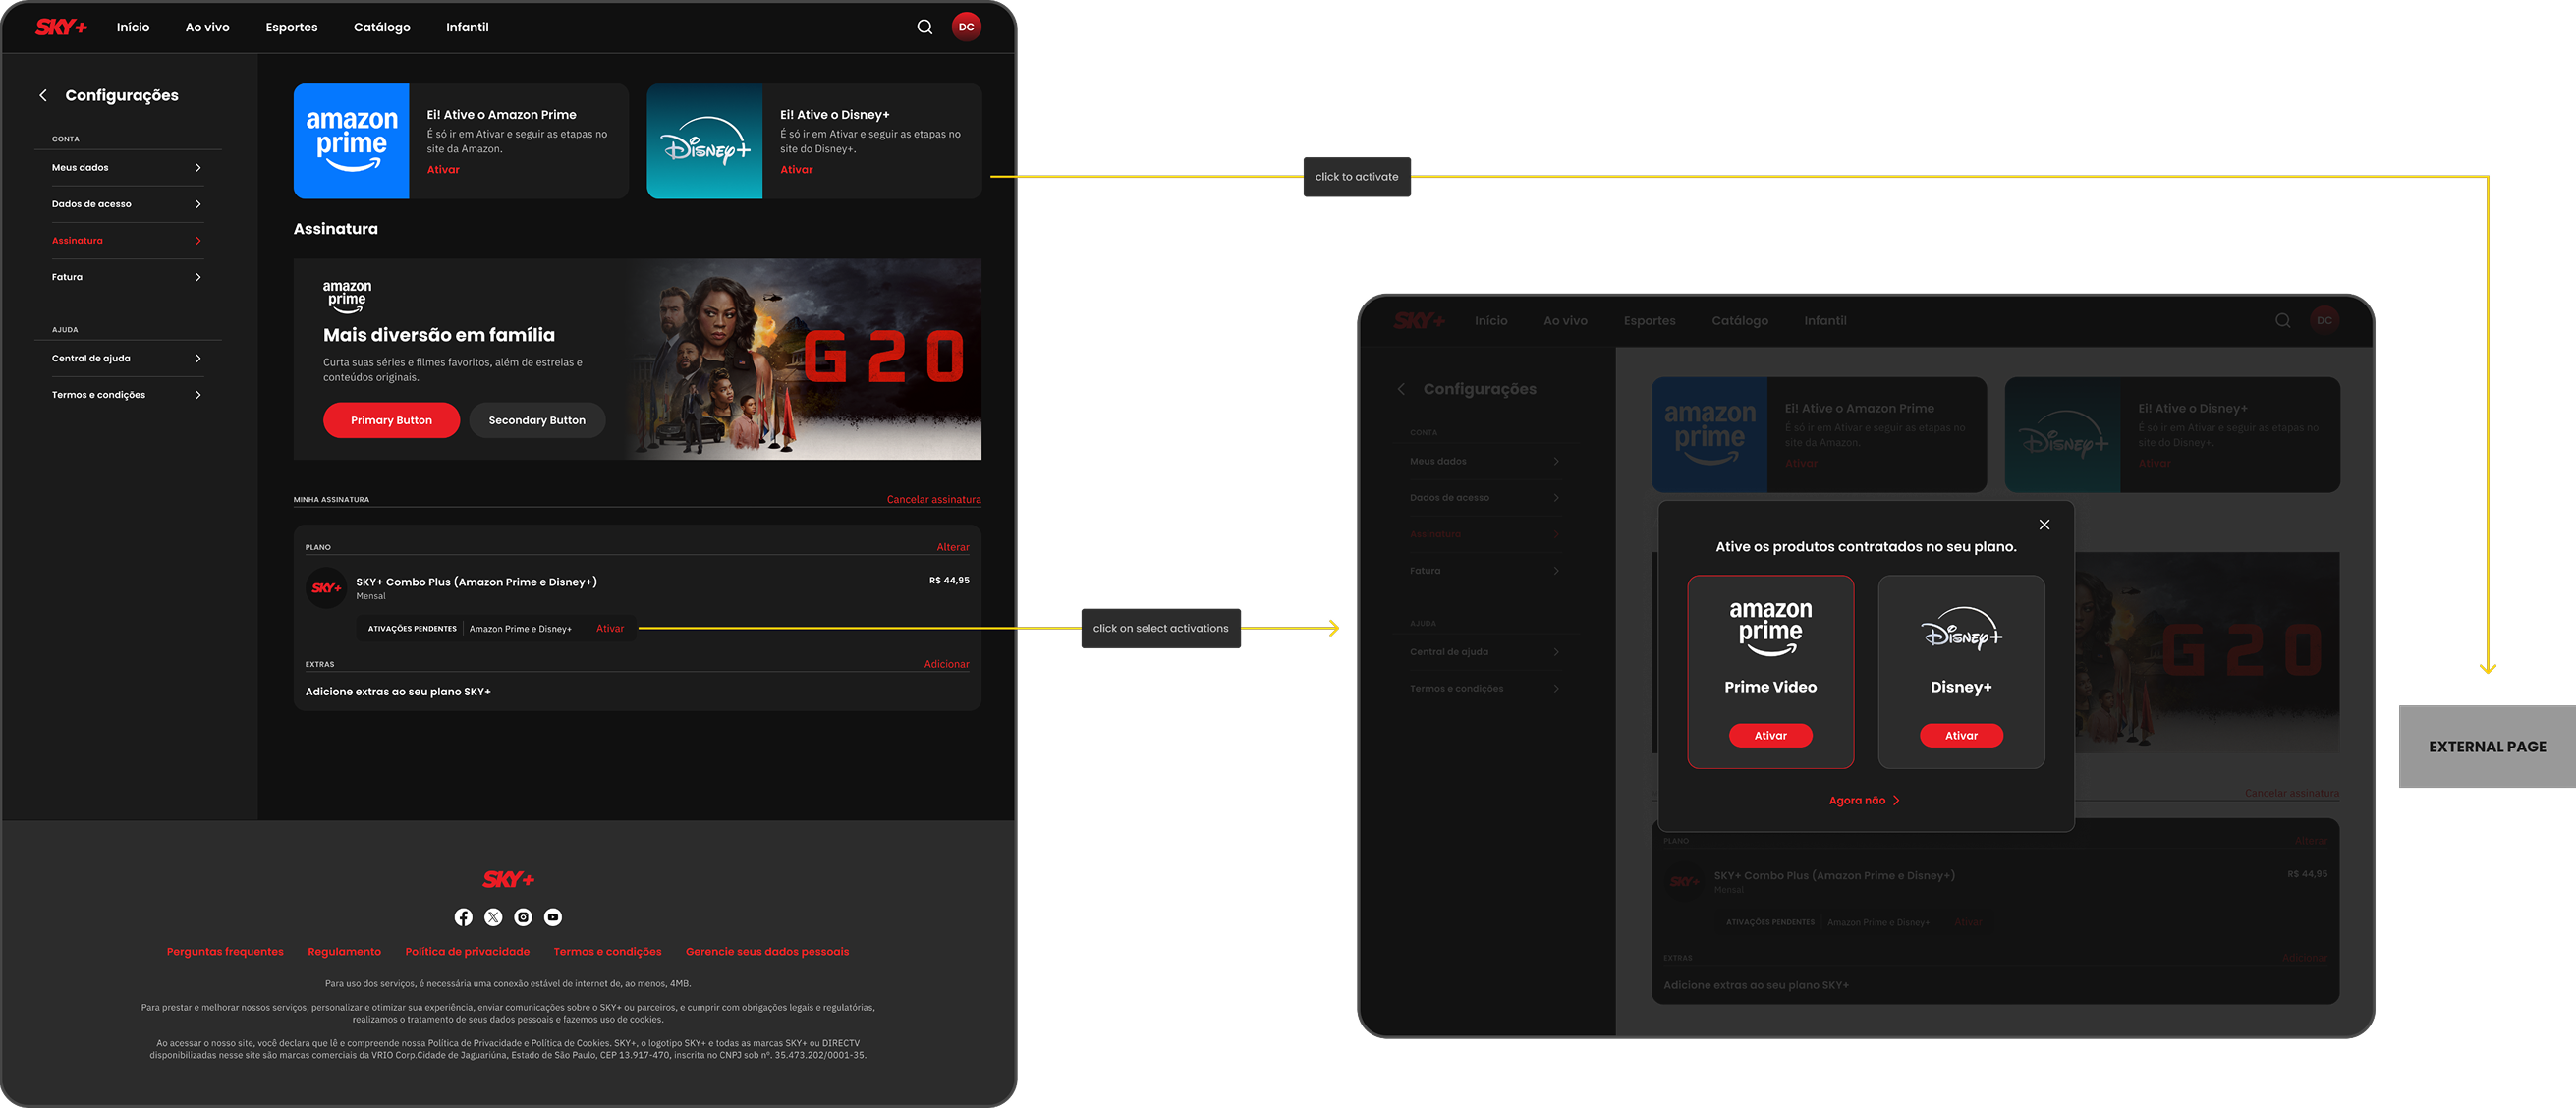 SKY+
Início
Ao vivo
Esportes
Catálogo
Infantil
DC
Configurações
CONTA
Meus dados
Dados de acesso
Assinatura
Fatura
AJUDA
Central de ajuda
Termos e condições
amazon
prime
Ei! Ative o Amazon Prime
É só ir em Ativar e seguir as etapas no
site da Amazon.
Ativar
Disney+
Ei! Ative o Disney+
É só ir em Ativar e seguir as etapas no
site do Disney+.
Ativar
Assinatura
amazon
prime
Mais diversão em família
Curta suas séries e filmes favoritos, além de estreias e
conteúdos originais.
Primary Button
Secondary Button
G20
MINHA ASSINATURA
Cancelar assinatura
PLANO
Alterar
SKY+
SKY+ Combo Plus (Amazon Prime e Disney+)
R$ 44,95
Mensal
ATIVAÇÕES PENDENTES
Amazon Prime e Disney+
Ativar
EXTRAS
Adicionar
Adicione extras ao seu plano SKY+
SKY+
Perguntas frequentes
Regulamento
Política de privacidade
Termos e condições
Gerencie seus dados pessoais
Para uso dos serviços, é necessária uma conexão estável de internet de, ao menos, 4MB.
Para prestar e melhorar nossos serviços, personalizar e otimizar sua experiência, enviar comunicações sobre o SKY+ ou parceiros, e cumprir com obrigações legais e regulatórias,
realizamos o tratamento de seus dados pessoais e fazemos uso de cookies.
Ao acessar o nosso site, você declara que lê e compreende nossa Política de Privacidade e Política de Cookies. SKY+, o logotipo SKY+ e todas as marcas SKY+ ou DIRECTV
disponibilizadas nesse site são marcas comerciais da VRIO Corp.Cidade de Jaguariúna, Estado de São Paulo, CEP 13.917-470, inscrita no CNPJ sob nº. 35.473.202/0001-35.
click to activate
click on select activations
SKY+
Início
Ao vivo
Esportes
Catálogo
Infantil
DC
Configurações
CONTA
Meus dados
Dados de acesso
Assinatura
Fatura
AJUDA
Central de ajuda
Termos e condições
amazon
prime
Ei! Ative o Amazon Prime
É só ir em Ativar e seguir as etapas no
site da Amazon.
Ativar
Disney+
Ei! Ative o Disney+
É só ir em Ativar e seguir as etapas no
site do Disney+.
Ativar
Ative os produtos contratados no seu plano.
amazon
prime
Prime Video
Ativar
Disney+
Disney+
Ativar
Agora não
G20
Cancelar assinatura
PLANO
Alterar
SKY+
SKY+ Combo Plus (Amazon Prime e Disney+)
R$ 44,95
Mensal
ATIVAÇÕES PENDENTES
Amazon Prime e Disney+
Ativar
EXTRAS
Adicionar
Adicione extras ao seu plano SKY+
EXTERNAL PAGE